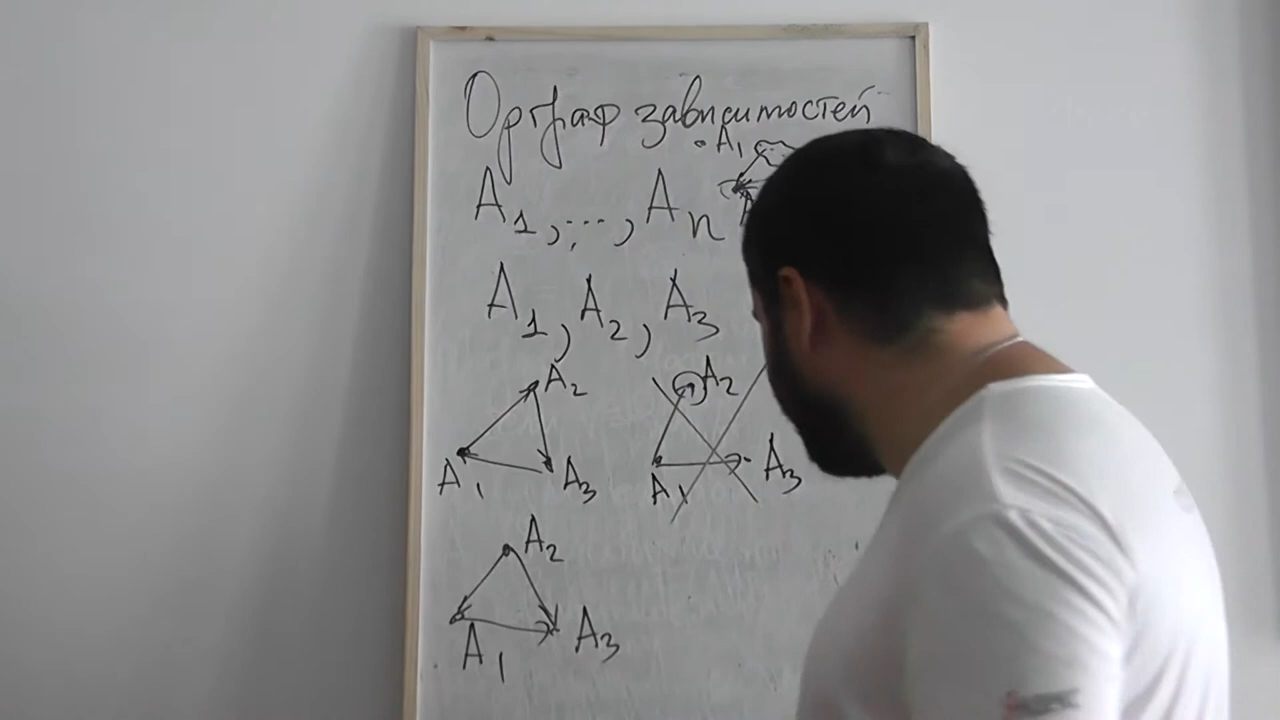 Орграф зависимостей
A1
A1, ..., An
A1, A2, A3
A2 A2
A1 A3 A1 A3
A2
A1 A3